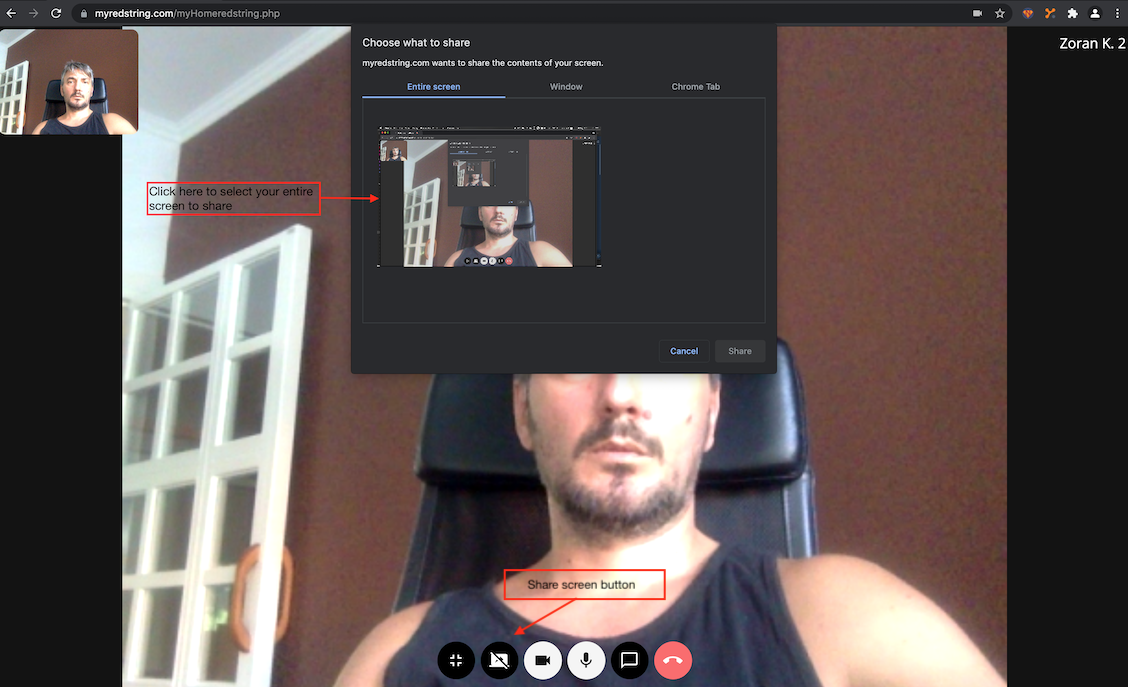 myredstring.com/myHomeredstring.php
Zoran K. 2
Choose what to share
myredstring.com wants to share the contents of your screen.
Entire screen Window Chrome Tab
Click here to select your entire
screen to share
Cancel Share
Share screen button